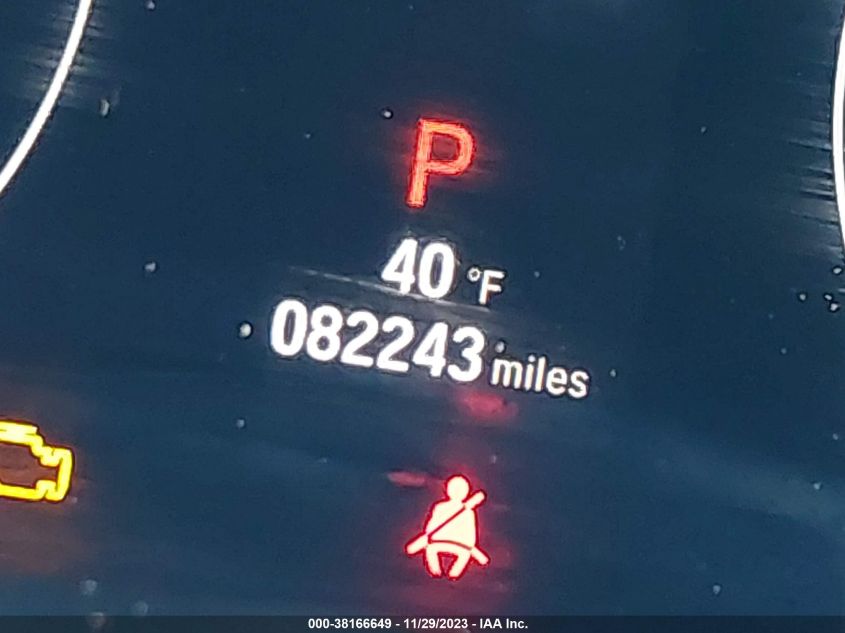 P
40 °F
082243 miles
000-38166649 - 11/29/2023 - IAA Inc.